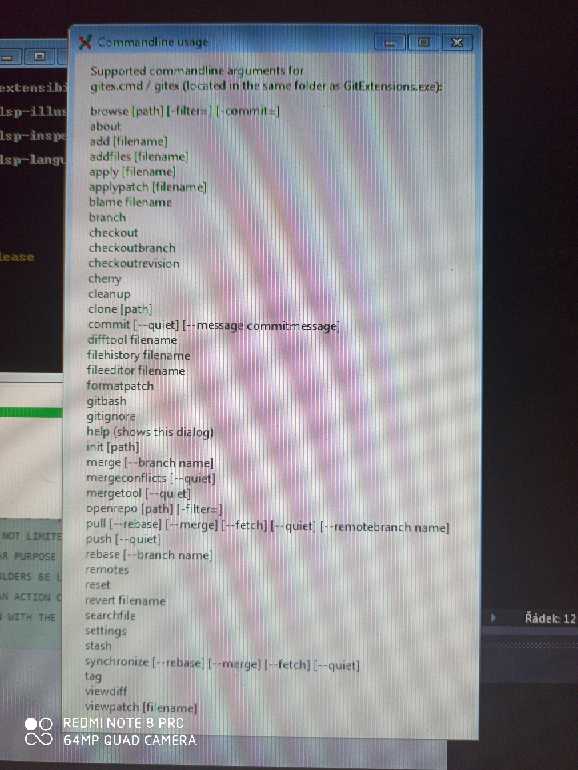 Commandline usage
Supported commandline arguments for
gitex.cmd / gitex (located in the same folder as GitExtensions.exe):
browse [path] [-filter=] [-commit=]
about
add [filename]
addfiles [filename]
apply [filename]
applypatch [filename]
blame filename
branch
checkout
checkoutbranch
checkoutrevision
cherry
cleanup
clone [path]
commit [--quiet] [--message commitmessage]
difftool filename
filehistory filename
fileeditor filename
formatpatch
gitbash
gitignore
help (shows this dialog)
init [path]
merge [--branch name]
mergeconflicts [--quiet]
mergetool [--quiet]
openrepo [path] [-filter=]
pull [--rebase] [--merge] [--fetch] [--quiet] [--remotebranch name]
push [--quiet]
rebase [--branch name]
remotes
reset
revert filename
searchfile
settings
stash
synchronize [--rebase] [--merge] [--fetch] [--quiet]
tag
viewdiff
viewpatch [filename]
extensibi
lsp-illus
lsp-inspe
lsp-langu
lease
NOT LIMITE
AR PURPOSE
OLDERS BE L
AN ACTION C
N WITH THE
Řádek: 12
REDMI NOTE 8 PRO
64MP QUAD CAMERA